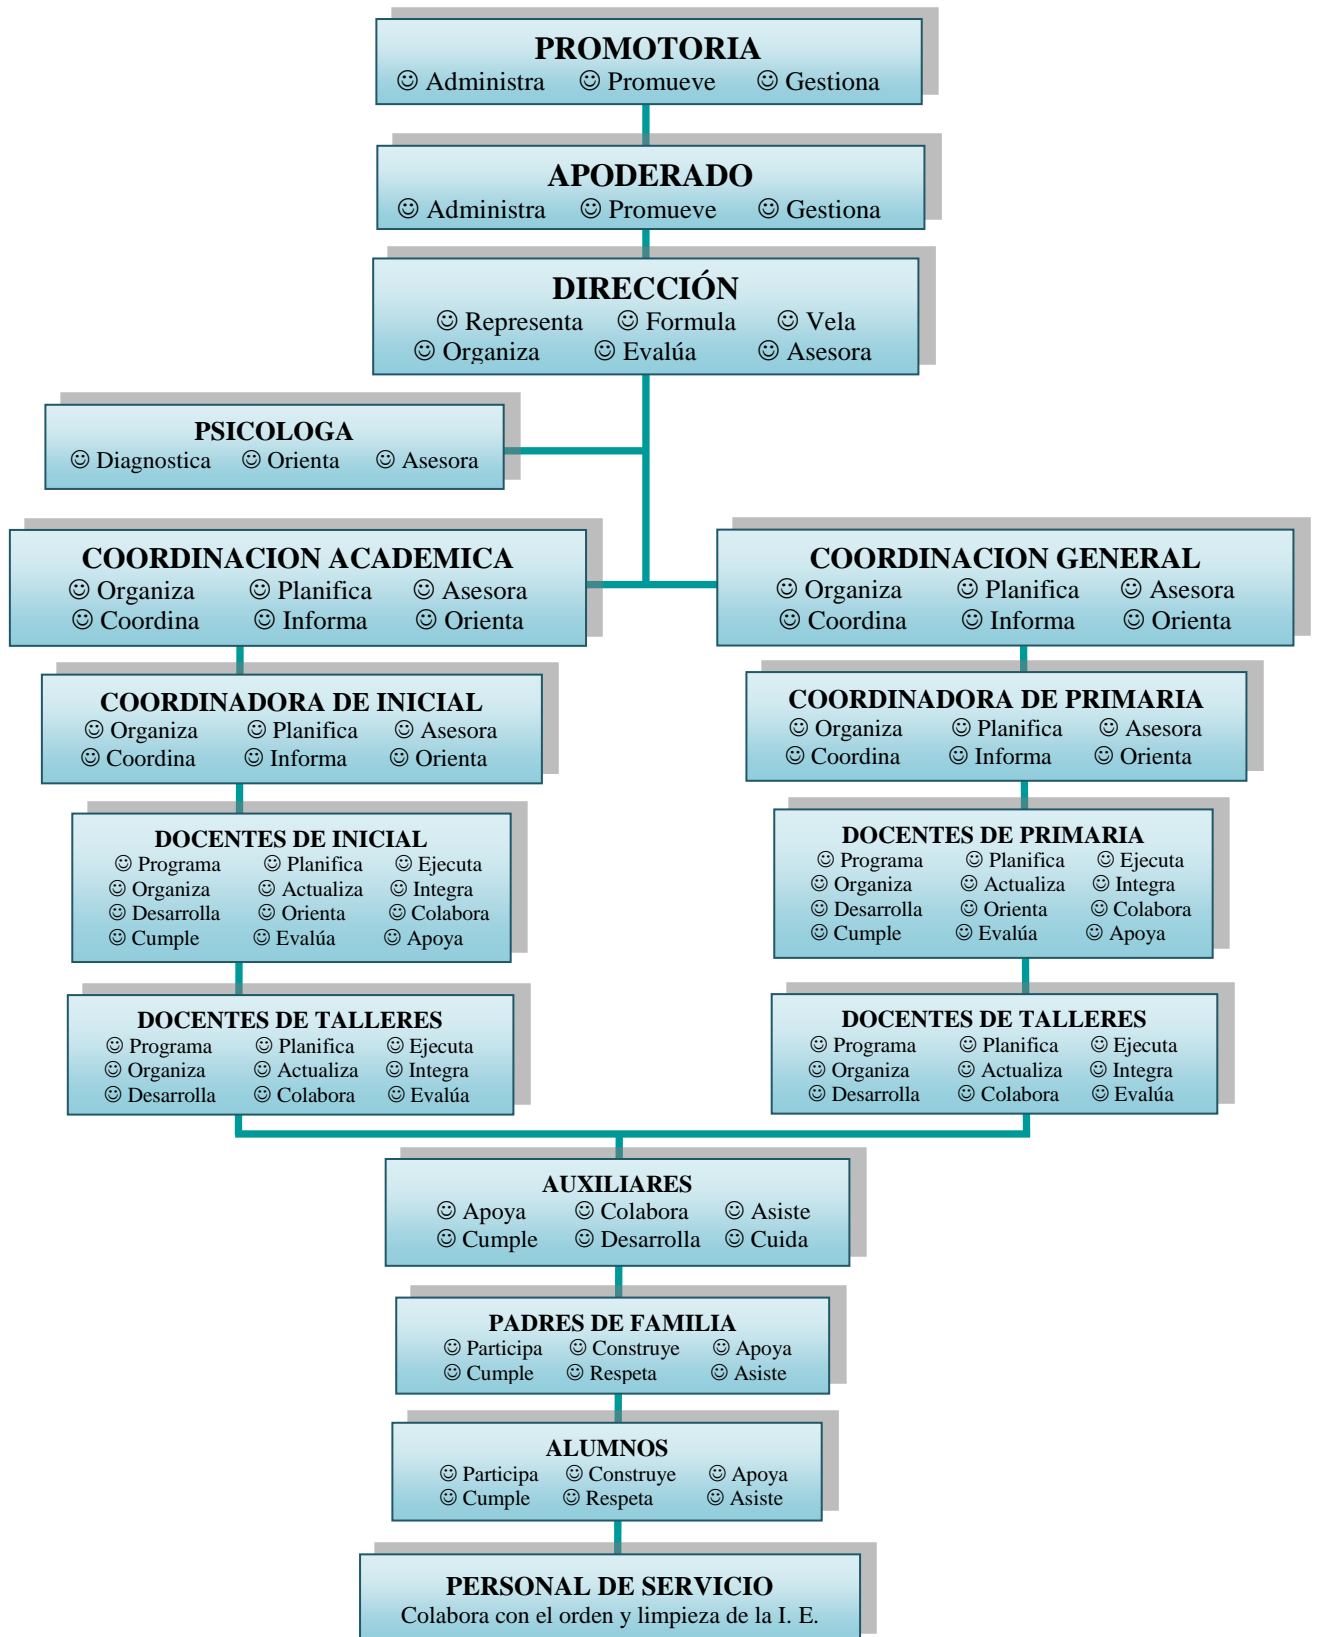 PROMOTORIA
☺ Administra ☺ Promueve ☺ Gestiona
APODERADO
☺ Administra ☺ Promueve ☺ Gestiona
DIRECCIÓN
☺ Representa ☺ Formula ☺ Vela
☺ Organiza ☺ Evalúa ☺ Asesora
PSICOLOGA
☺ Diagnostica ☺ Orienta ☺ Asesora
COORDINACION ACADEMICA
☺ Organiza ☺ Planifica ☺ Asesora
☺ Coordina ☺ Informa ☺ Orienta
COORDINACION GENERAL
☺ Organiza ☺ Planifica ☺ Asesora
☺ Coordina ☺ Informa ☺ Orienta
COORDINADORA DE INICIAL
☺ Organiza ☺ Planifica ☺ Asesora
☺ Coordina ☺ Informa ☺ Orienta
COORDINADORA DE PRIMARIA
☺ Organiza ☺ Planifica ☺ Asesora
☺ Coordina ☺ Informa ☺ Orienta
DOCENTES DE INICIAL
☺ Programa ☺ Planifica ☺ Ejecuta
☺ Organiza ☺ Actualiza ☺ Integra
☺ Desarrolla ☺ Orienta ☺ Colabora
☺ Cumple ☺ Evalúa ☺ Apoya
DOCENTES DE PRIMARIA
☺ Programa ☺ Planifica ☺ Ejecuta
☺ Organiza ☺ Actualiza ☺ Integra
☺ Desarrolla ☺ Orienta ☺ Colabora
☺ Cumple ☺ Evalúa ☺ Apoya
DOCENTES DE TALLERES
☺ Programa ☺ Planifica ☺ Ejecuta
☺ Organiza ☺ Actualiza ☺ Integra
☺ Desarrolla ☺ Colabora ☺ Evalúa
DOCENTES DE TALLERES
☺ Programa ☺ Planifica ☺ Ejecuta
☺ Organiza ☺ Actualiza ☺ Integra
☺ Desarrolla ☺ Colabora ☺ Evalúa
AUXILIARES
☺ Apoya ☺ Colabora ☺ Asiste
☺ Cumple ☺ Desarrolla ☺ Cuida
PADRES DE FAMILIA
☺ Participa ☺ Construye ☺ Apoya
☺ Cumple ☺ Respeta ☺ Asiste
ALUMNOS
☺ Participa ☺ Construye ☺ Apoya
☺ Cumple ☺ Respeta ☺ Asiste
PERSONAL DE SERVICIO
Colabora con el orden y limpieza de la I. E.